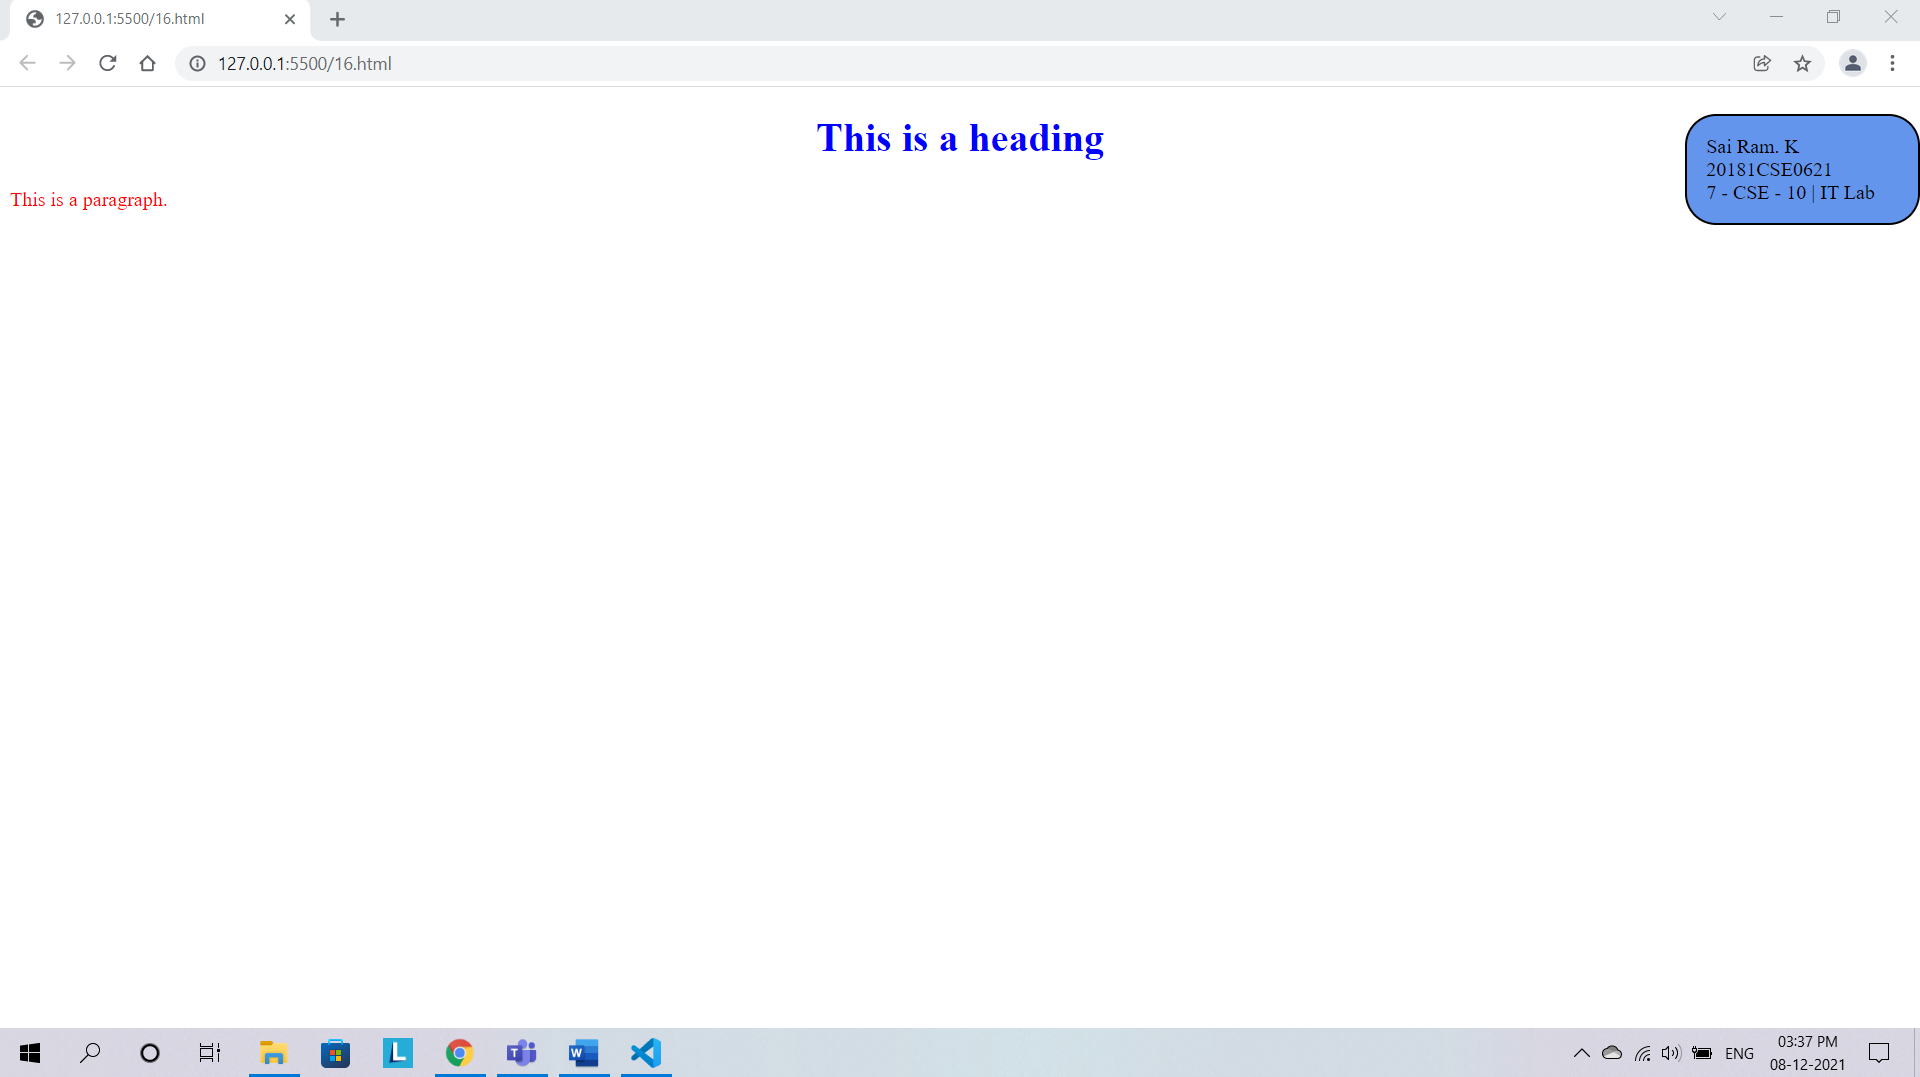 127.0.0.1:5500/16.html
127.0.0.1:5500/16.html
This is a heading
Sai Ram. K
20181CSE0621
7 - CSE - 10 | IT Lab
This is a paragraph.
L
T
W
ENG
03:37 PM
08-12-2021